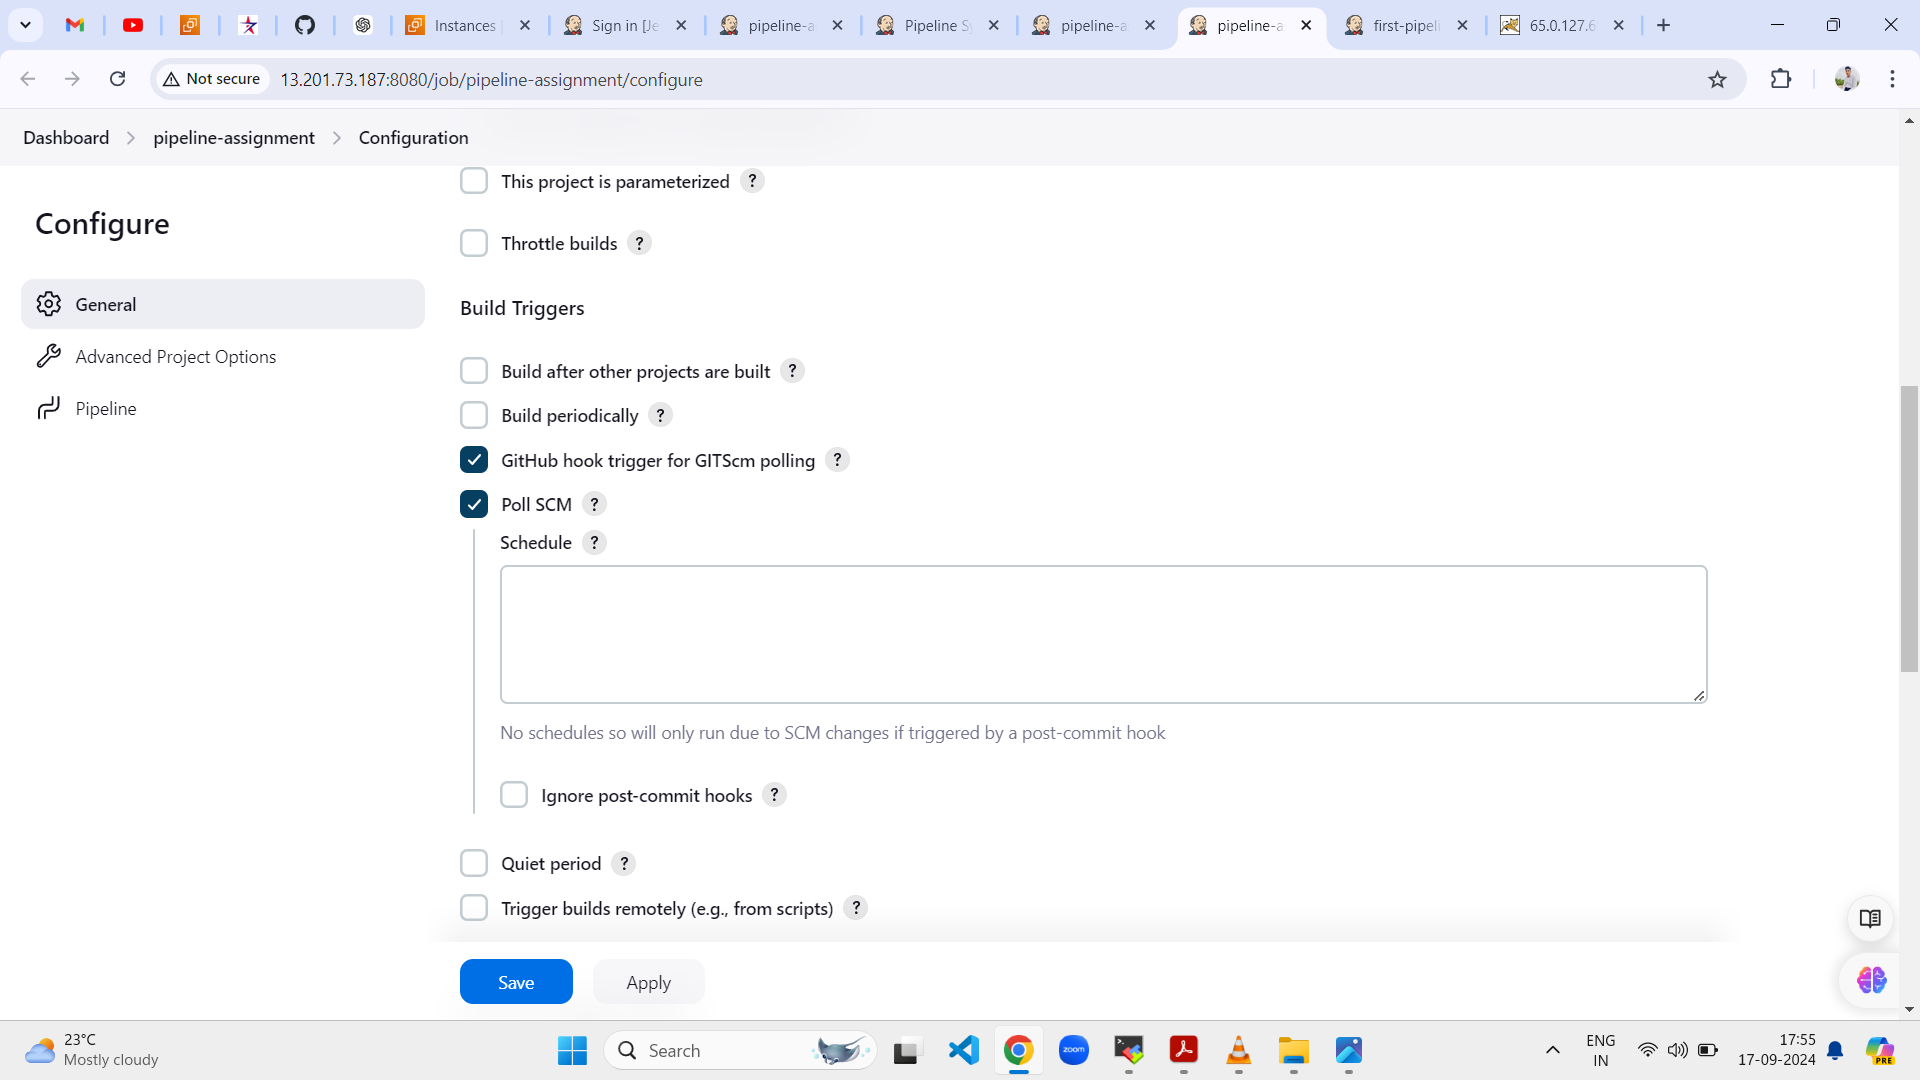 Instances
Sign in [Je
pipeline-a
Pipeline Sy
pipeline-a
pipeline-a
first-pipeli
65.0.127.6
Not secure
13.201.73.187:8080/job/pipeline-assignment/configure
Dashboard
pipeline-assignment
Configuration
Configure
General
Advanced Project Options
Pipeline
This project is parameterized ?
Throttle builds ?
Build Triggers
Build after other projects are built ?
Build periodically ?
GitHub hook trigger for GITScm polling ?
Poll SCM ?
Schedule ?
No schedules so will only run due to SCM changes if triggered by a post-commit hook
Ignore post-commit hooks ?
Quiet period ?
Trigger builds remotely (e.g., from scripts) ?
Save
Apply
23°C
Mostly cloudy
Search
zoom
ENG
IN
17:55
17-09-2024
PRE